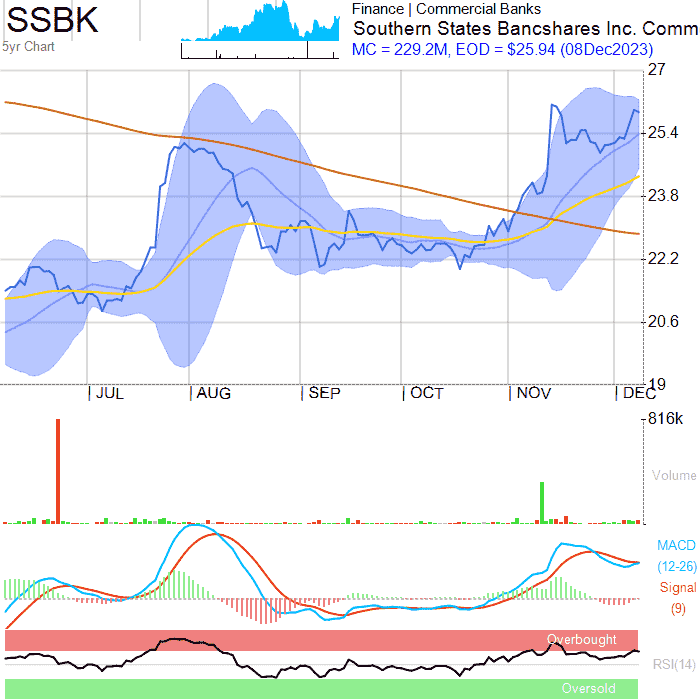 SSBK
5yr Chart
Finance | Commercial Banks
Southern States Bancshares Inc. Comm
MC = 229.2M, EOD = $25.94 (08Dec2023)
27
25.4
23.8
22.2
20.6
19
JUL
AUG
SEP
OCT
NOV
DEC
816k
Volume
MACD
(12-26)
Signal
(9)
Overbought
RSI(14)
Oversold